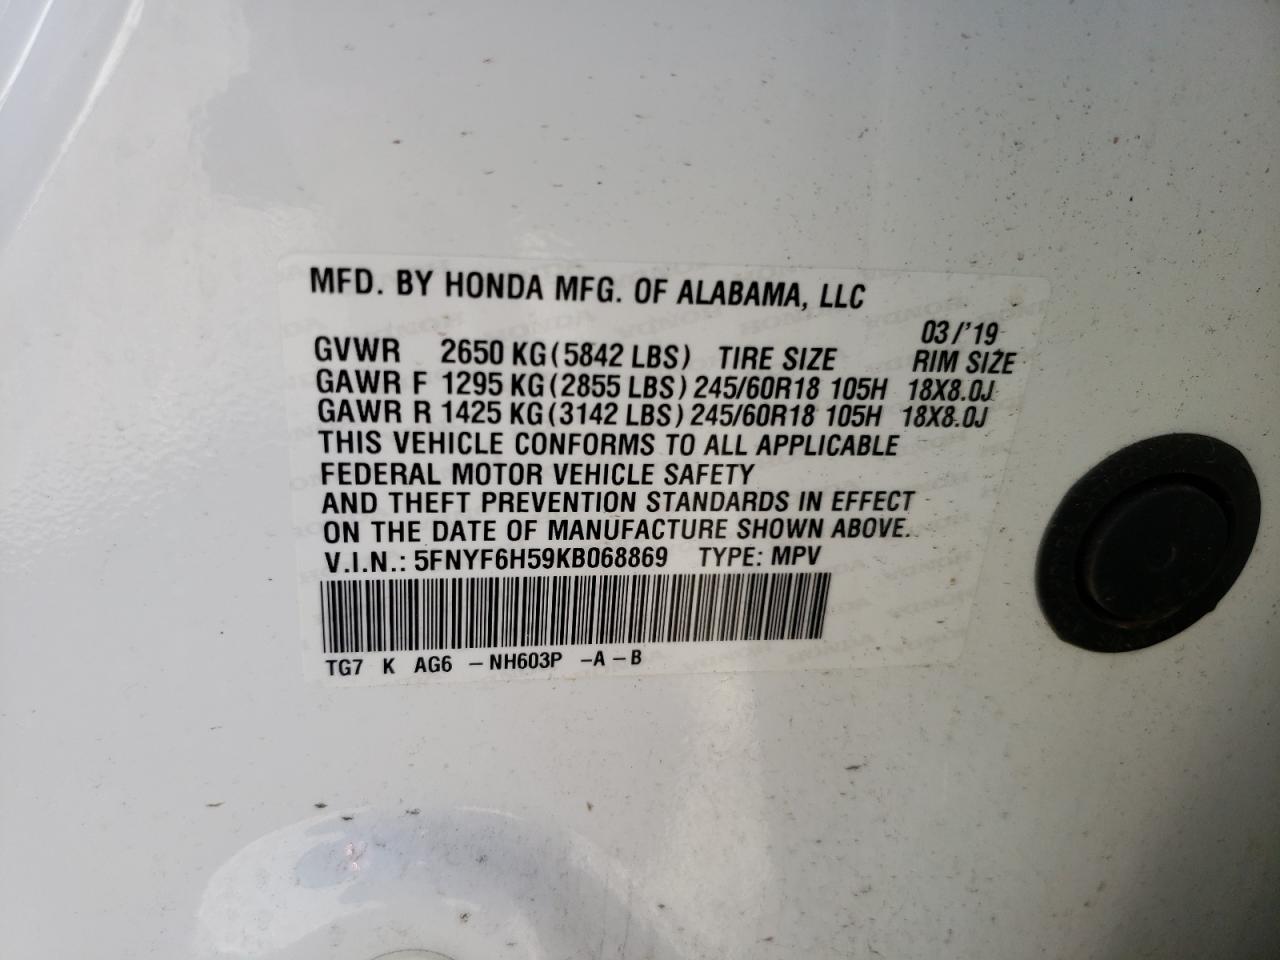 MFD. BY HONDA MFG. OF ALABAMA, LLC
03/'19
GVWR 2650 KG (5842 LBS) TIRE SIZE RIM SIZE
GAWR F 1295 KG (2855 LBS) 245/60R18 105H 18X8.0J
GAWR R 1425 KG (3142 LBS) 245/60R18 105H 18X8.0J
THIS VEHICLE CONFORMS TO ALL APPLICABLE
FEDERAL MOTOR VEHICLE SAFETY
AND THEFT PREVENTION STANDARDS IN EFFECT
ON THE DATE OF MANUFACTURE SHOWN ABOVE.
V.I.N.: 5FNYF6H59KB068869 TYPE: MPV
TG7 K AG6 -NH603P -A-B